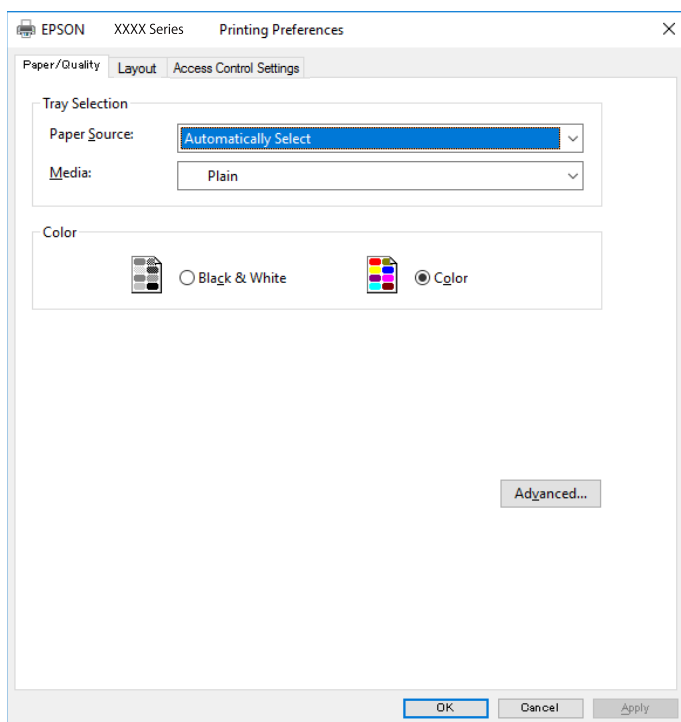 EPSON XXXX Series Printing Preferences
Paper/Quality Layout Access Control Settings
Tray Selection
Paper Source: Automatically Select
Media: Plain
Color
Black & White Color
Advanced...
OK Cancel Apply